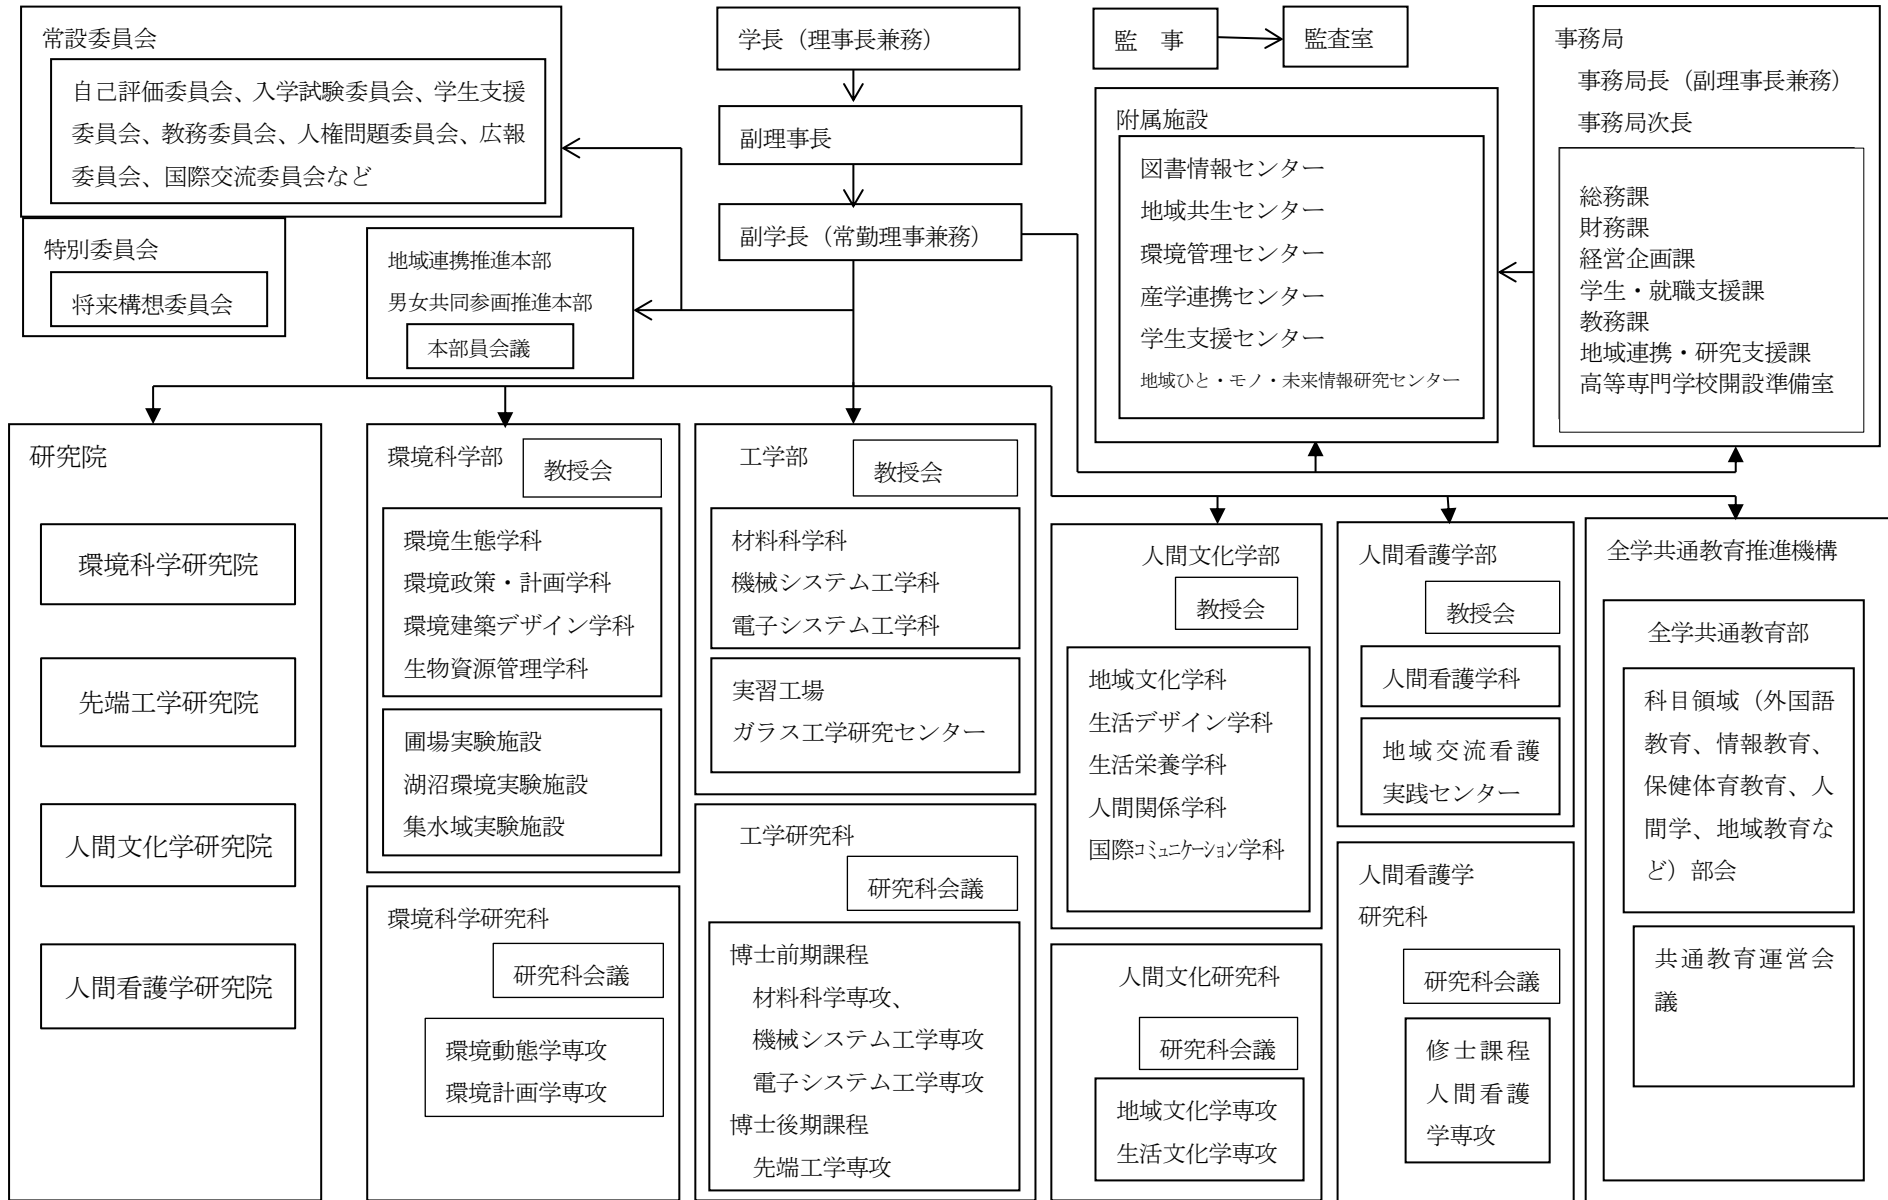 常設委員会
自己評価委員会、入学試験委員会、学生支援
委員会、教務委員会、人権問題委員会、広報
委員会、国際交流委員会など
特別委員会
将来構想委員会
学長（理事長兼務）
副理事長
副学長（常勤理事兼務）
地域連携推進本部
男女共同参画推進本部
本部員会議
監　事
監査室
附属施設
図書情報センター
地域共生センター
環境管理センター
産学連携センター
学生支援センター
地域ひと・モノ・未来情報研究センター
事務局
事務局長（副理事長兼務）
事務局次長
総務課
財務課
経営企画課
学生・就職支援課
教務課
地域連携・研究支援課
高等専門学校開設準備室
研究院
環境科学研究院
先端工学研究院
人間文化学研究院
人間看護学研究院
環境科学部
教授会
環境生態学科
環境政策・計画学科
環境建築デザイン学科
生物資源管理学科
圃場実験施設
湖沼環境実験施設
集水域実験施設
環境科学研究科
研究科会議
環境動態学専攻
環境計画学専攻
工学部
教授会
材料科学科
機械システム工学科
電子システム工学科
実習工場
ガラス工学研究センター
工学研究科
研究科会議
博士前期課程
材料科学専攻、
機械システム工学専攻
電子システム工学専攻
博士後期課程
先端工学専攻
人間文化学部
教授会
地域文化学科
生活デザイン学科
生活栄養学科
人間関係学科
国際ｺﾐｭﾆｹｰｼｮﾝ学科
人間文化研究科
研究科会議
地域文化学専攻
生活文化学専攻
人間看護学部
教授会
人間看護学科
地域交流看護
実践センター
人間看護学
研究科
研究科会議
修士課程
人間看護
学専攻
全学共通教育推進機構
全学共通教育部
科目領域（外国語
教育、情報教育、
保健体育教育、人
間学、地域教育な
ど）部会
共通教育運営会
議